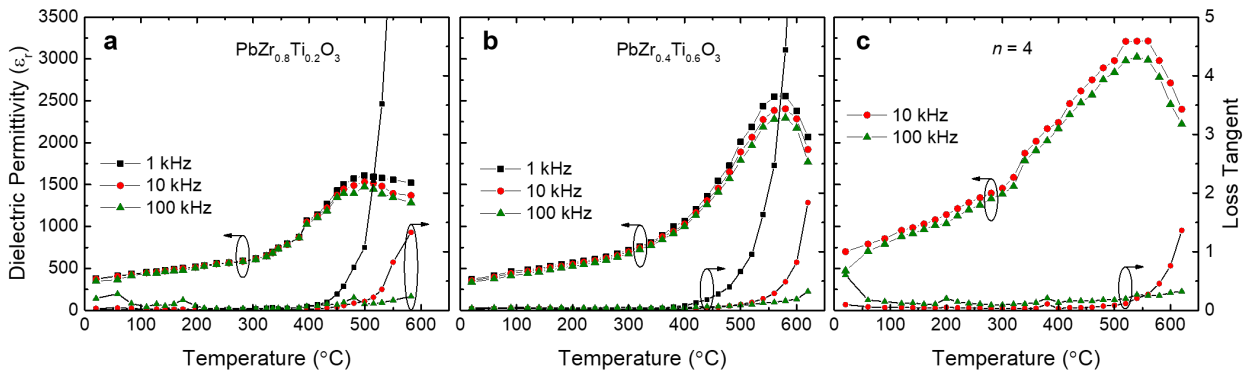 3500
3000
2500
2000
1500
1000
500
0
Dielectric Permittivity (εr)
a
PbZr0.8Ti0.2O3
1 kHz
10 kHz
100 kHz
0 100 200 300 400 500 600
Temperature (°C)
b
PbZr0.4Ti0.6O3
1 kHz
10 kHz
100 kHz
0 100 200 300 400 500 600
Temperature (°C)
c
n = 4
10 kHz
100 kHz
0 100 200 300 400 500 600
Temperature (°C)
5
4
3
2
1
0
Loss Tangent